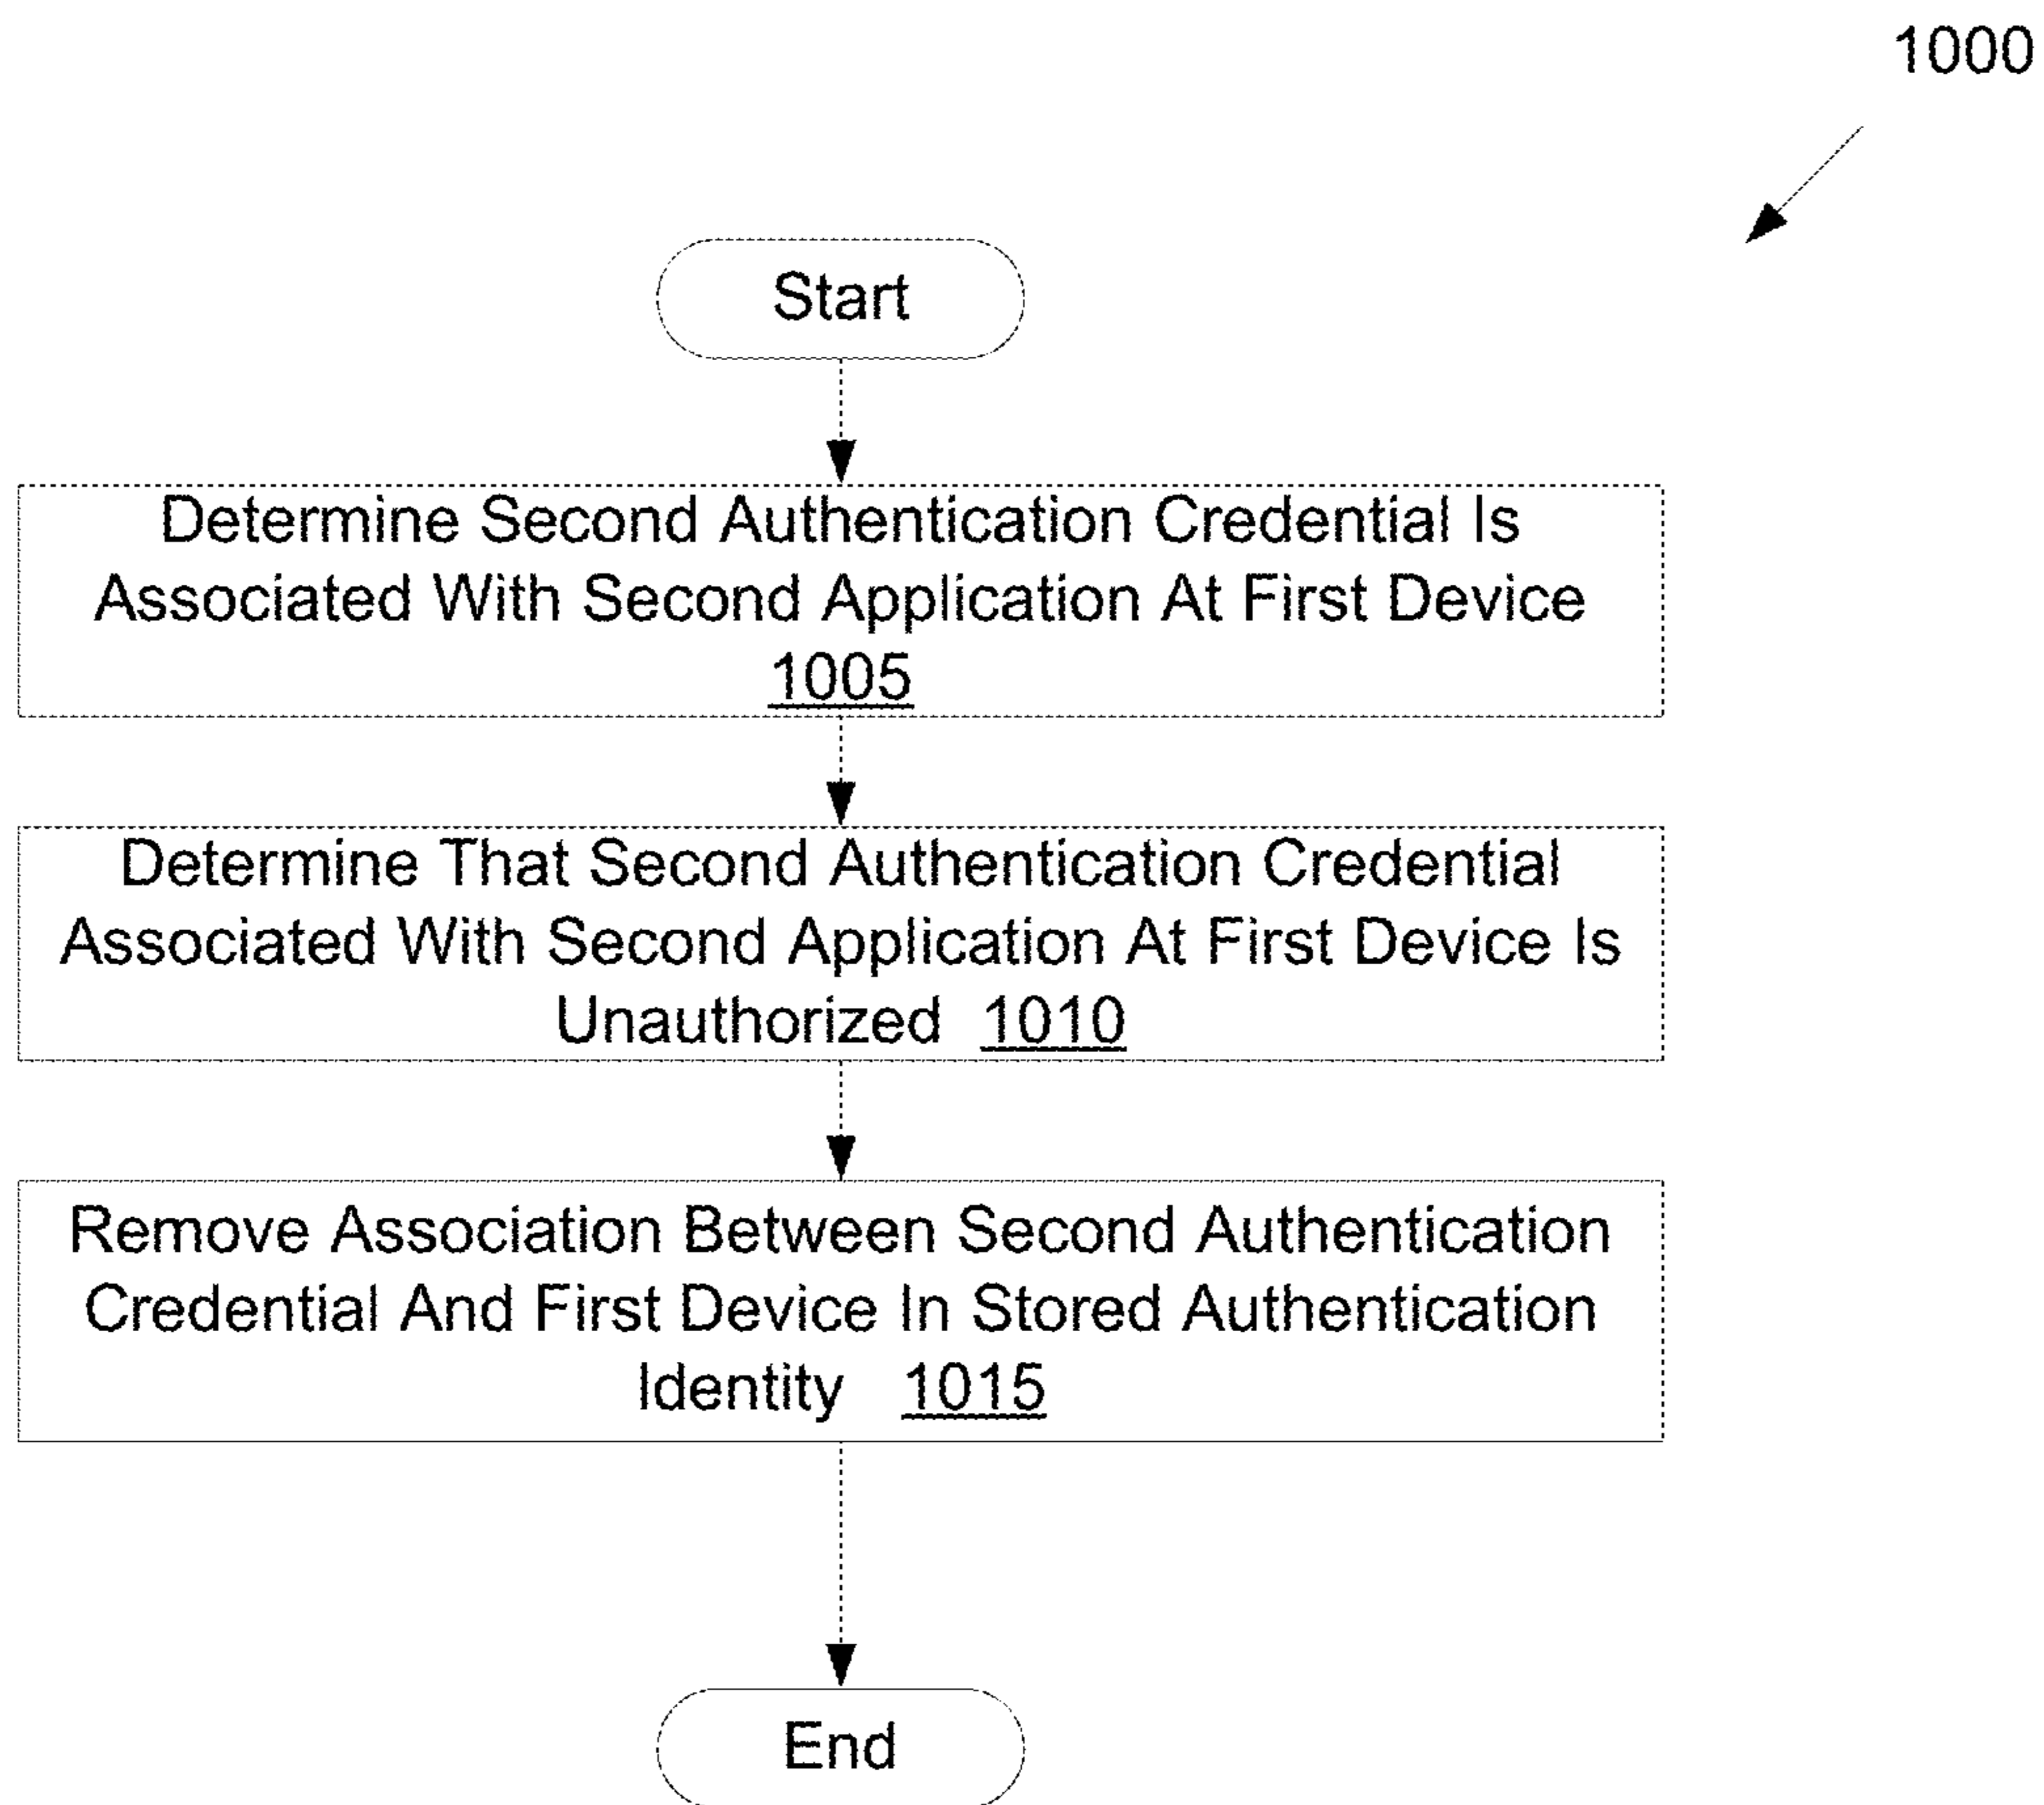 1000
Start
Determine Second Authentication Credential Is
Associated With Second Application At First Device
1005
Determine That Second Authentication Credential
Associated With Second Application At First Device Is
Unauthorized 1010
Remove Association Between Second Authentication
Credential And First Device In Stored Authentication
Identity 1015
End